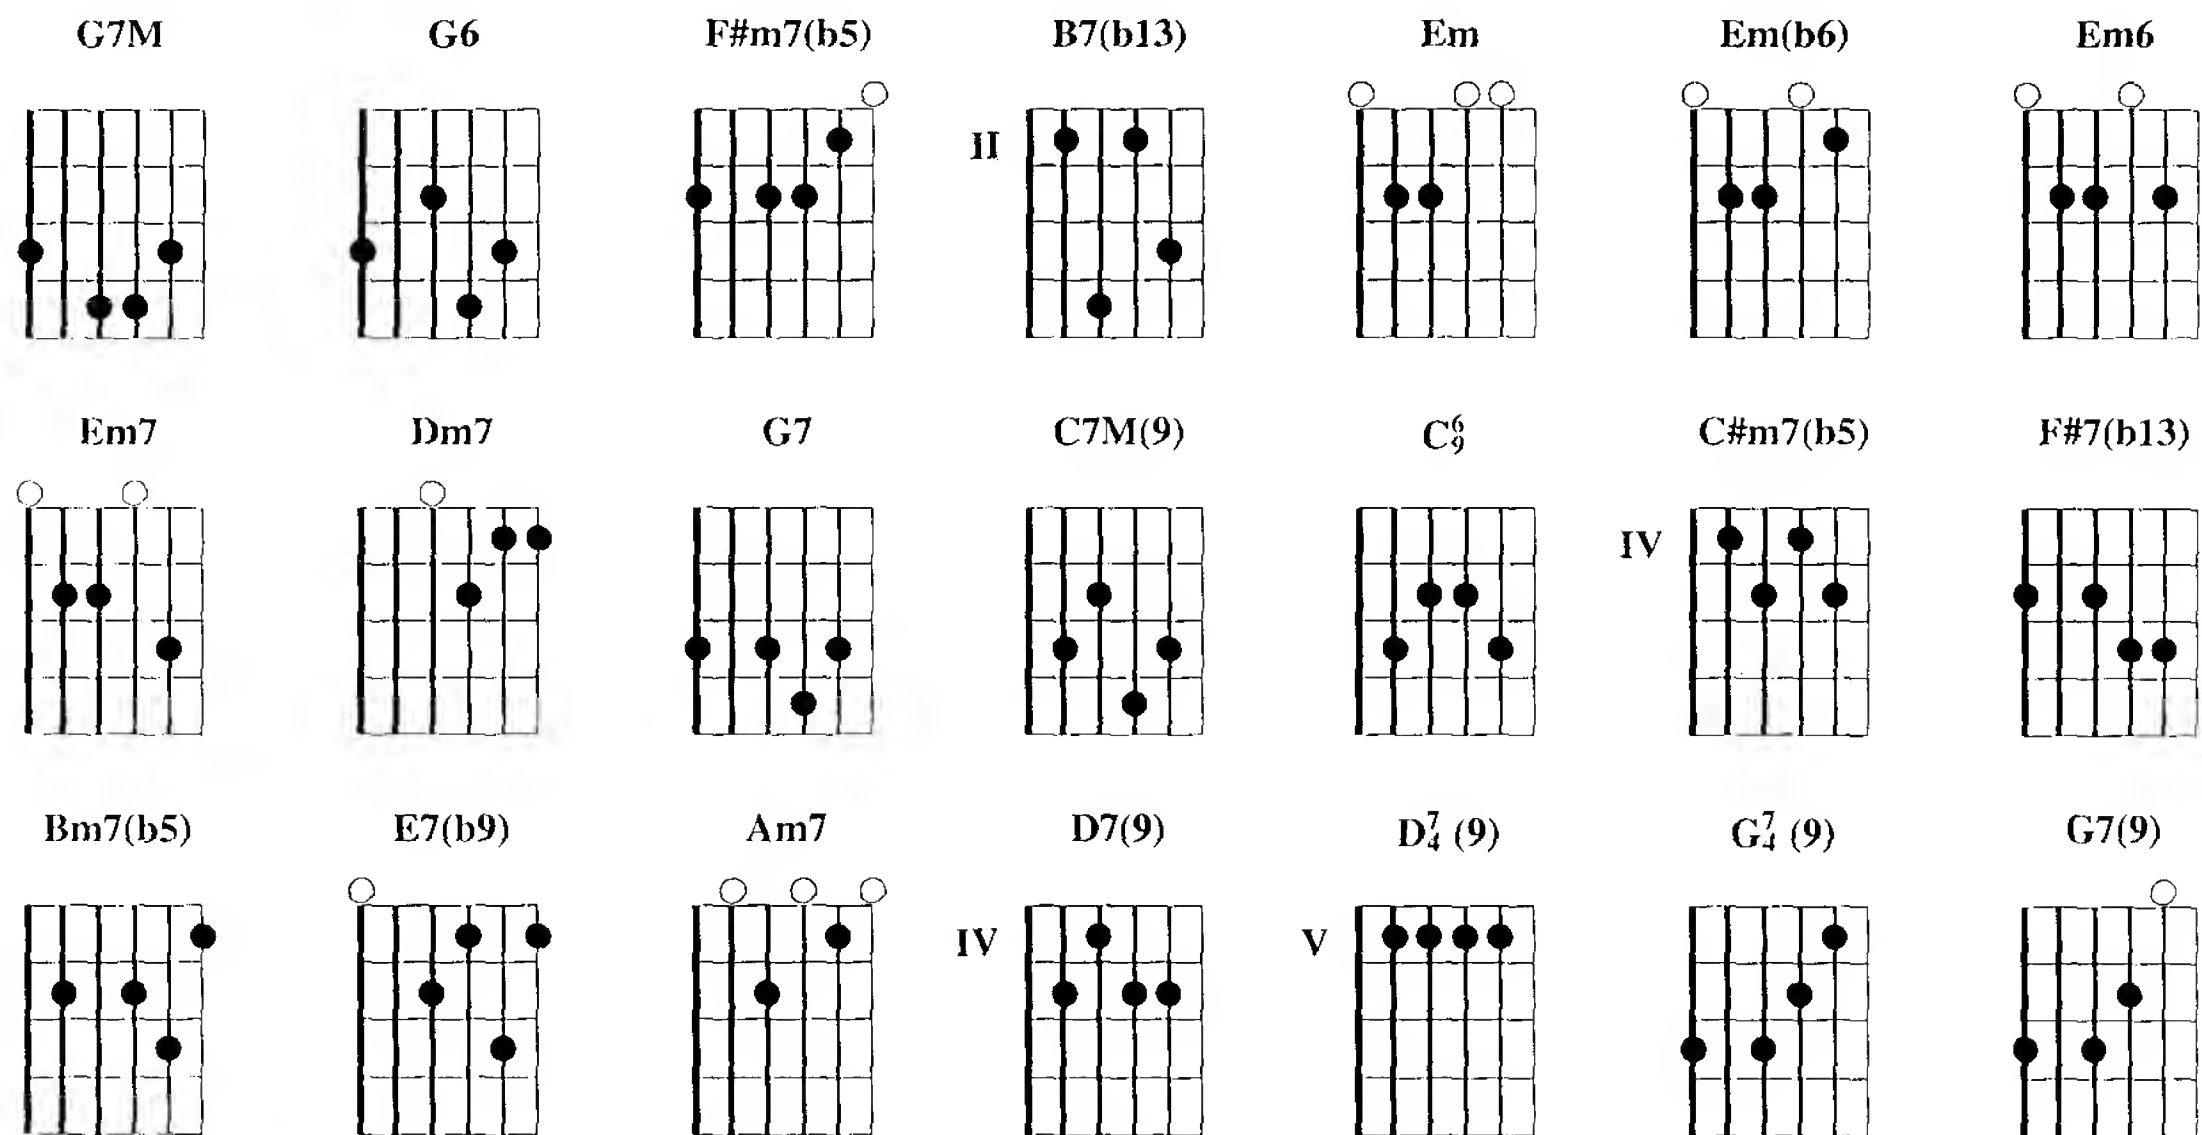 G7M G6 F#m7(b5) B7(b13) Em Em(b6) Em6
II
Em7 Dm7 G7 C7M(9) C6/9 C#m7(b5) F#7(b13)
IV
Bm7(b5) E7(b9) Am7 D7(9) D7/4 (9) G7/4 (9) G7(9)
IV V